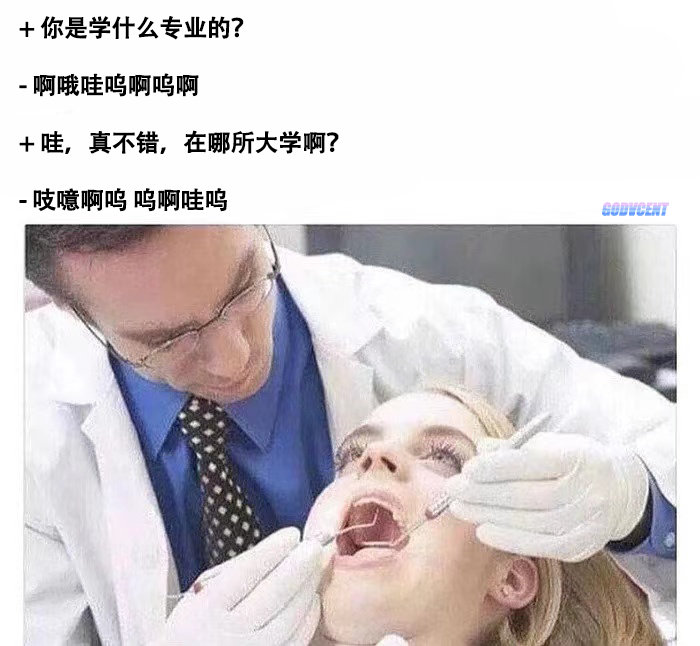 + 你是学什么专业的？
- 啊哦哇呜啊呜啊
+ 哇，真不错，在哪所大学啊？
- 吱噫啊呜 呜啊哇呜
GODVCENT